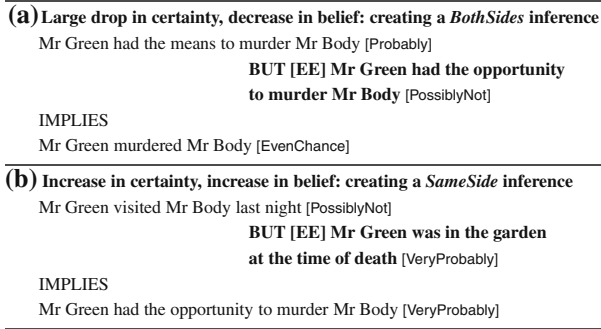 (a) Large drop in certainty, decrease in belief: creating a BothSides inference
Mr Green had the means to murder Mr Body [Probably]
BUT [EE] Mr Green had the opportunity
to murder Mr Body [PossiblyNot]
IMPLIES
Mr Green murdered Mr Body [EvenChance]
(b) Increase in certainty, increase in belief: creating a SameSide inference
Mr Green visited Mr Body last night [PossiblyNot]
BUT [EE] Mr Green was in the garden
at the time of death [VeryProbably]
IMPLIES
Mr Green had the opportunity to murder Mr Body [VeryProbably]